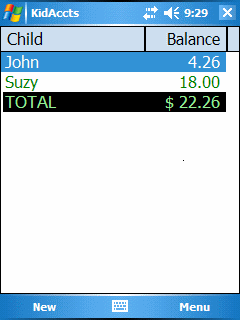 KidAccts 9:29
Child Balance
John 4.26
Suzy 18.00
TOTAL $ 22.26
New Menu